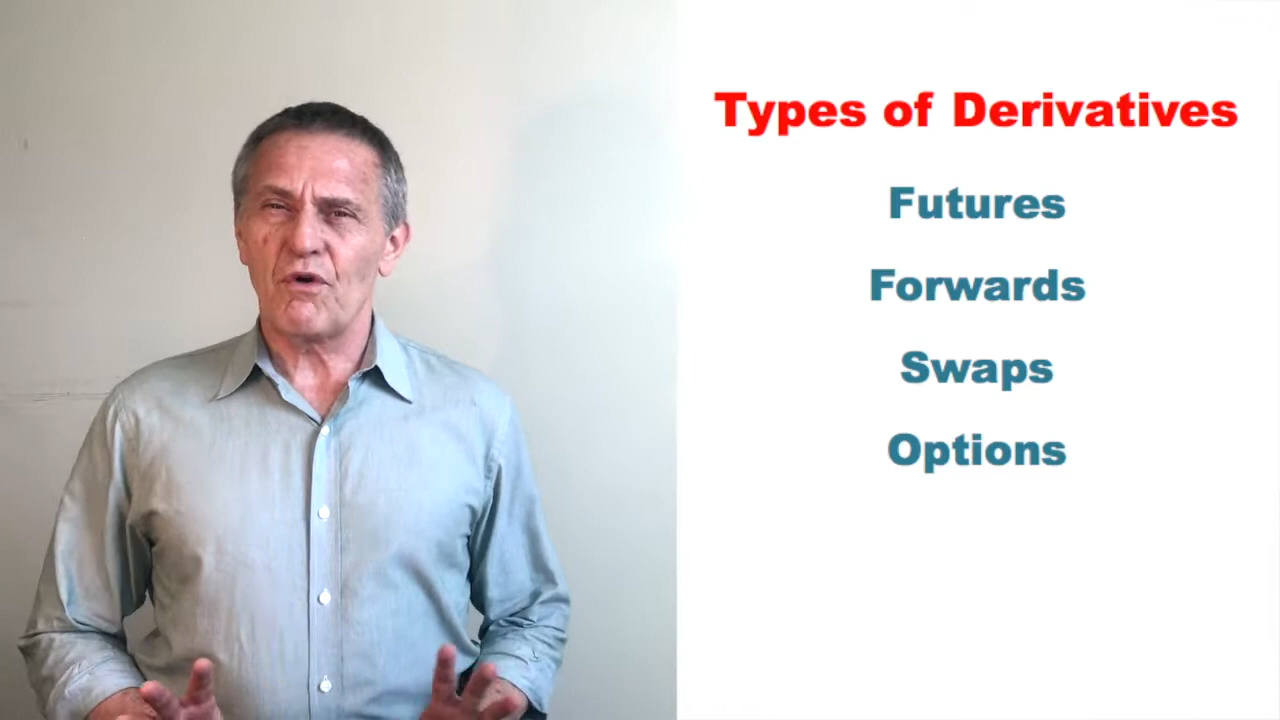 Types of Derivatives
Futures
Forwards
Swaps
Options